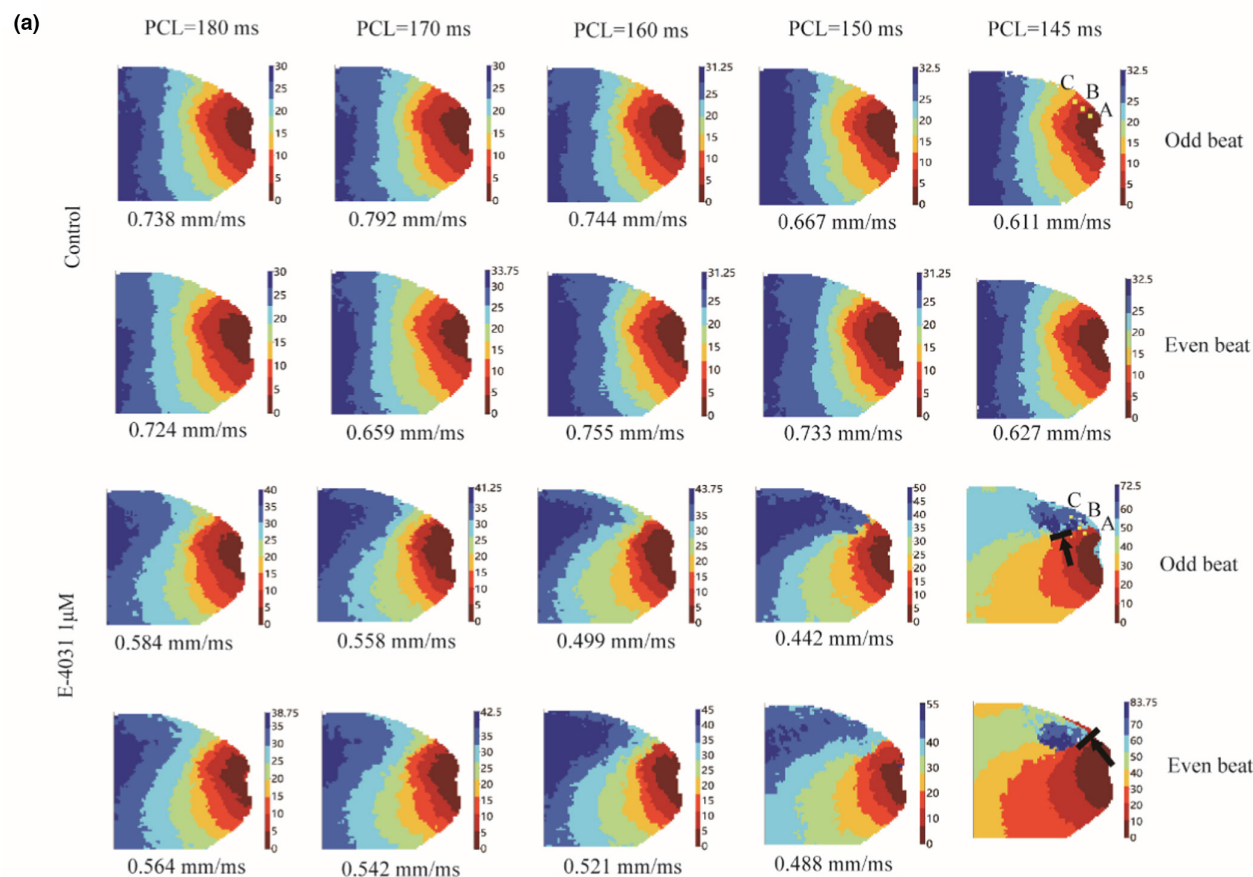 (a)
PCL=180 ms PCL=170 ms PCL=160 ms PCL=150 ms PCL=145 ms
Control
30 25 20 15 10 5 0
30 25 20 15 10 5 0
31.25 25 20 15 10 5 0
32.5 25 20 15 10 5 0
C B A
32.5 25 20 15 10 5 0
Odd beat
0.738 mm/ms 0.792 mm/ms 0.744 mm/ms 0.667 mm/ms 0.611 mm/ms
30 25 20 15 10 5 0
33.75 25 20 15 10 5 0
31.25 25 20 15 10 5 0
31.25 25 20 15 10 5 0
32.5 25 20 15 10 5 0
Even beat
0.724 mm/ms 0.659 mm/ms 0.755 mm/ms 0.733 mm/ms 0.627 mm/ms
E-4031 1μM
40 35 30 25 20 15 10 5 0
41.25 35 30 25 20 15 10 5 0
43.75 35 30 25 20 15 10 5 0
50 45 40 35 30 25 20 15 10 5 0
C B A
72.5 60 50 40 30 20 10 0
Odd beat
0.584 mm/ms 0.558 mm/ms 0.499 mm/ms 0.442 mm/ms
38.75 30 25 20 15 10 5 0
42.5 35 30 25 20 15 10 5 0
45 40 35 30 25 20 15 10 5 0
55 40 30 20 10 0
83.75 70 60 50 40 30 20 10 0
Even beat
0.564 mm/ms 0.542 mm/ms 0.521 mm/ms 0.488 mm/ms